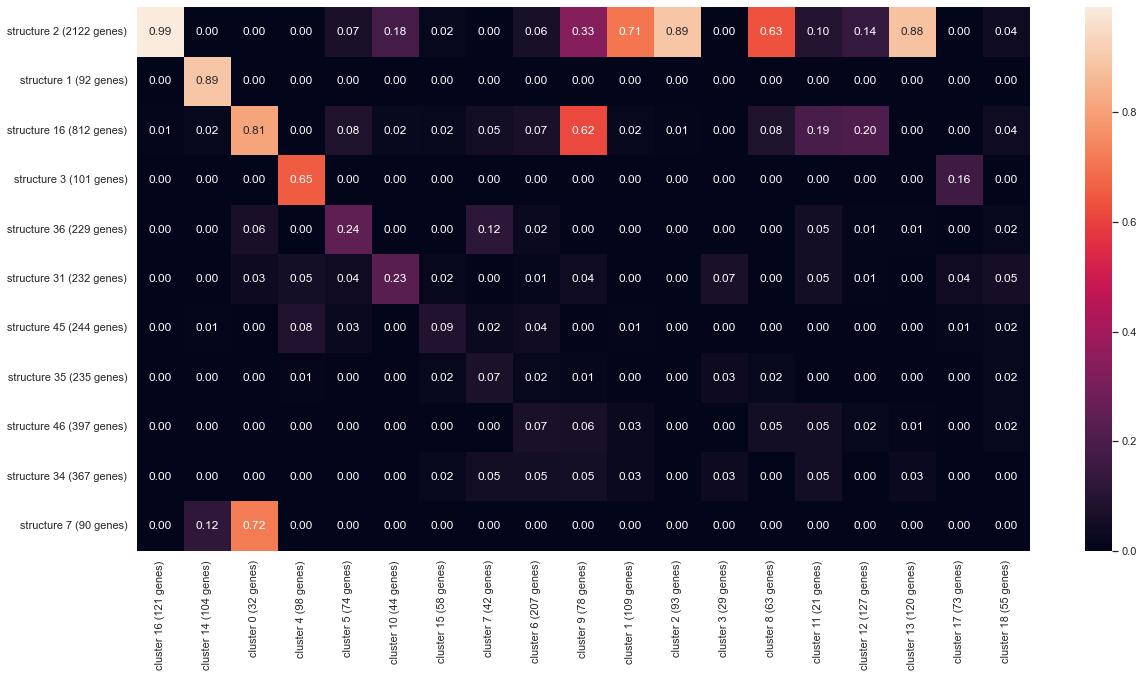 structure 2 (2122 genes) 0.99 0.00 0.00 0.00 0.07 0.18 0.02 0.00 0.06 0.33 0.71 0.89 0.00 0.63 0.10 0.14 0.88 0.00 0.04
structure 1 (92 genes) 0.00 0.89 0.00 0.00 0.00 0.00 0.00 0.00 0.00 0.00 0.00 0.00 0.00 0.00 0.00 0.00 0.00 0.00 0.00
structure 16 (812 genes) 0.01 0.02 0.81 0.00 0.08 0.02 0.02 0.05 0.07 0.62 0.02 0.01 0.00 0.08 0.19 0.20 0.00 0.00 0.04
structure 3 (101 genes) 0.00 0.00 0.00 0.65 0.00 0.00 0.00 0.00 0.00 0.00 0.00 0.00 0.00 0.00 0.00 0.00 0.00 0.16 0.00
structure 36 (229 genes) 0.00 0.00 0.06 0.00 0.24 0.00 0.00 0.12 0.02 0.00 0.00 0.00 0.00 0.00 0.05 0.01 0.01 0.00 0.02
structure 31 (232 genes) 0.00 0.00 0.03 0.05 0.04 0.23 0.02 0.00 0.01 0.04 0.00 0.00 0.07 0.00 0.05 0.01 0.00 0.04 0.05
structure 45 (244 genes) 0.00 0.01 0.00 0.08 0.03 0.00 0.09 0.02 0.04 0.00 0.01 0.00 0.00 0.00 0.00 0.00 0.00 0.01 0.02
structure 35 (235 genes) 0.00 0.00 0.00 0.01 0.00 0.00 0.02 0.07 0.02 0.01 0.00 0.00 0.03 0.02 0.00 0.00 0.00 0.00 0.02
structure 46 (397 genes) 0.00 0.00 0.00 0.00 0.00 0.00 0.00 0.00 0.07 0.06 0.03 0.00 0.00 0.05 0.05 0.02 0.01 0.00 0.02
structure 34 (367 genes) 0.00 0.00 0.00 0.00 0.00 0.00 0.02 0.05 0.05 0.05 0.03 0.00 0.03 0.00 0.05 0.00 0.03 0.00 0.00
structure 7 (90 genes) 0.00 0.12 0.72 0.00 0.00 0.00 0.00 0.00 0.00 0.00 0.00 0.00 0.00 0.00 0.00 0.00 0.00 0.00 0.00
cluster 16 (121 genes)
cluster 14 (104 genes)
cluster 0 (32 genes)
cluster 4 (98 genes)
cluster 5 (74 genes)
cluster 10 (44 genes)
cluster 15 (58 genes)
cluster 7 (42 genes)
cluster 6 (207 genes)
cluster 9 (78 genes)
cluster 1 (109 genes)
cluster 2 (93 genes)
cluster 3 (29 genes)
cluster 8 (63 genes)
cluster 11 (21 genes)
cluster 12 (127 genes)
cluster 13 (120 genes)
cluster 17 (73 genes)
cluster 18 (55 genes)
0.8
0.6
0.4
0.2
0.0